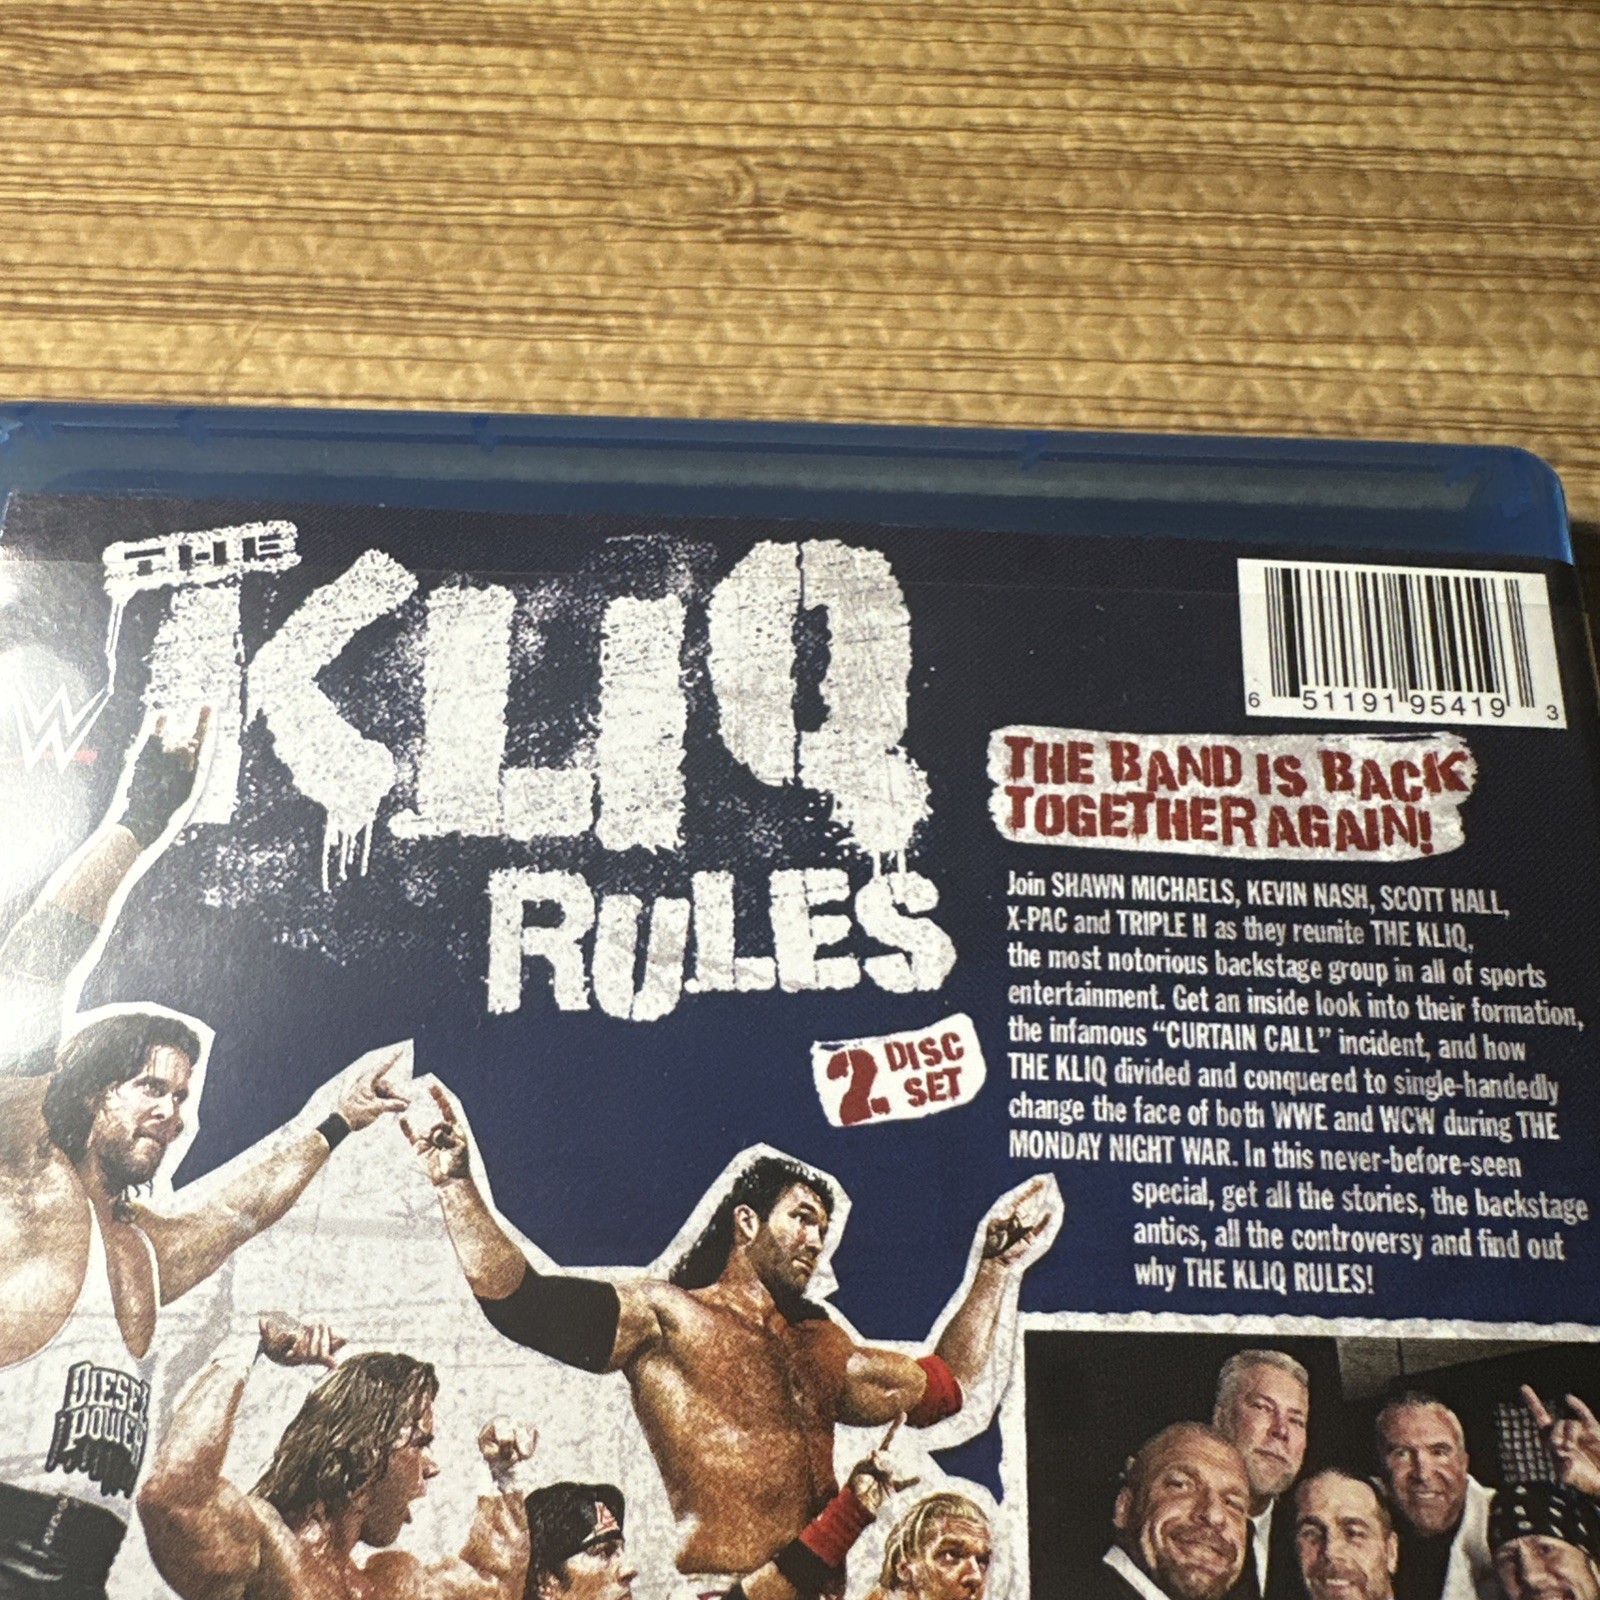 THE
KLIQ
RULES
W
2 DISC
SET
DIESEL
POWER
6 51191 95419 3
THE BAND IS BACK
TOGETHER AGAIN!
Join SHAWN MICHAELS, KEVIN NASH, SCOTT HALL,
X-PAC and TRIPLE H as they reunite THE KLIQ,
the most notorious backstage group in all of sports
entertainment. Get an inside look into their formation,
the infamous “CURTAIN CALL” incident, and how
THE KLIQ divided and conquered to single-handedly
change the face of both WWE and WCW during THE
MONDAY NIGHT WAR. In this never-before-seen
special, get all the stories, the backstage
antics, all the controversy and find out
why THE KLIQ RULES!